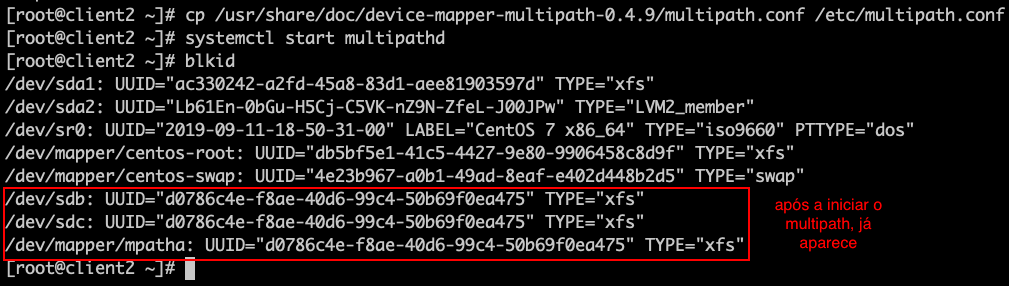 [root@client2 ~]# cp /usr/share/doc/device-mapper-multipath-0.4.9/multipath.conf /etc/multipath.conf
[root@client2 ~]# systemctl start multipathd
[root@client2 ~]# blkid
/dev/sda1: UUID="ac330242-a2fd-45a8-83d1-aee81903597d" TYPE="xfs"
/dev/sda2: UUID="Lb61En-0bGu-H5Cj-C5VK-nZ9N-ZfeL-J00JPw" TYPE="LVM2_member"
/dev/sr0: UUID="2019-09-11-18-50-31-00" LABEL="CentOS 7 x86_64" TYPE="iso9660" PTTYPE="dos"
/dev/mapper/centos-root: UUID="db5bf5e1-41c5-4427-9e80-9906458c8d9f" TYPE="xfs"
/dev/mapper/centos-swap: UUID="4e23b967-a0b1-49ad-8eaf-e402d448b2d5" TYPE="swap"
/dev/sdb: UUID="d0786c4e-f8ae-40d6-99c4-50b69f0ea475" TYPE="xfs"
/dev/sdc: UUID="d0786c4e-f8ae-40d6-99c4-50b69f0ea475" TYPE="xfs"
/dev/mapper/mpatha: UUID="d0786c4e-f8ae-40d6-99c4-50b69f0ea475" TYPE="xfs"
[root@client2 ~]#
após a iniciar o
multipath, já
aparece